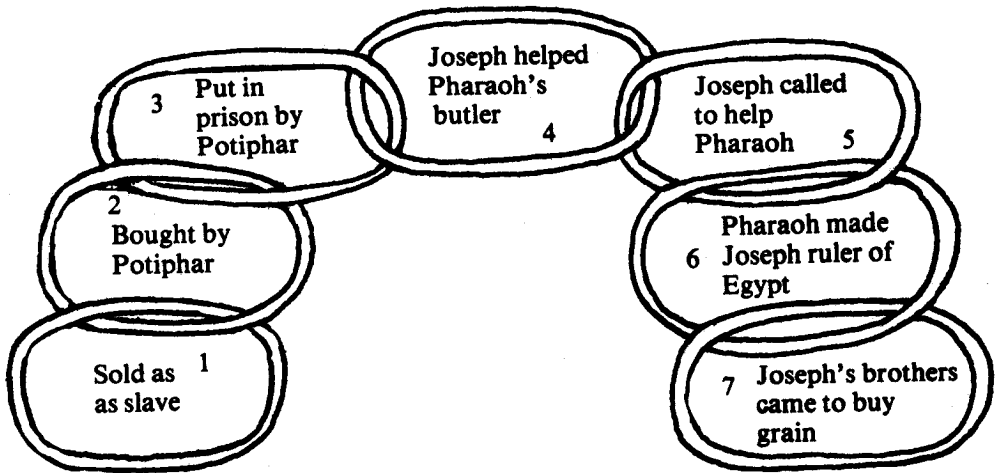 1
Sold as
as slave
2
Bought by
Potiphar
3
Put in
prison by
Potiphar
Joseph helped
Pharaoh's
butler
4
Joseph called
to help
Pharaoh 5
Pharaoh made
6 Joseph ruler of
Egypt
7 Joseph's brothers
came to buy
grain